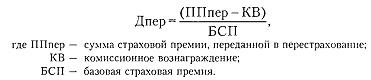 Дпер = (ППпер – КВ) / БСП,
где ППпер — сумма страховой премии, переданной в перестрахование;
КВ — комиссионное вознаграждение;
БСП — базовая страховая премия.